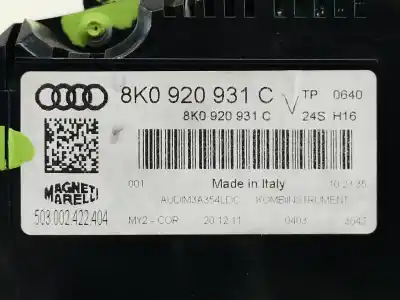 8K0 920 931 C V TP 0640
8K0 920 931 C 24S H16
001 Made in Italy 10:21:35
MAGNETI MARELLI
AUDIM3A354LDC KOMBIINSTRUMENT
503.002.422.404 MY2-COR 20.12.11 0403